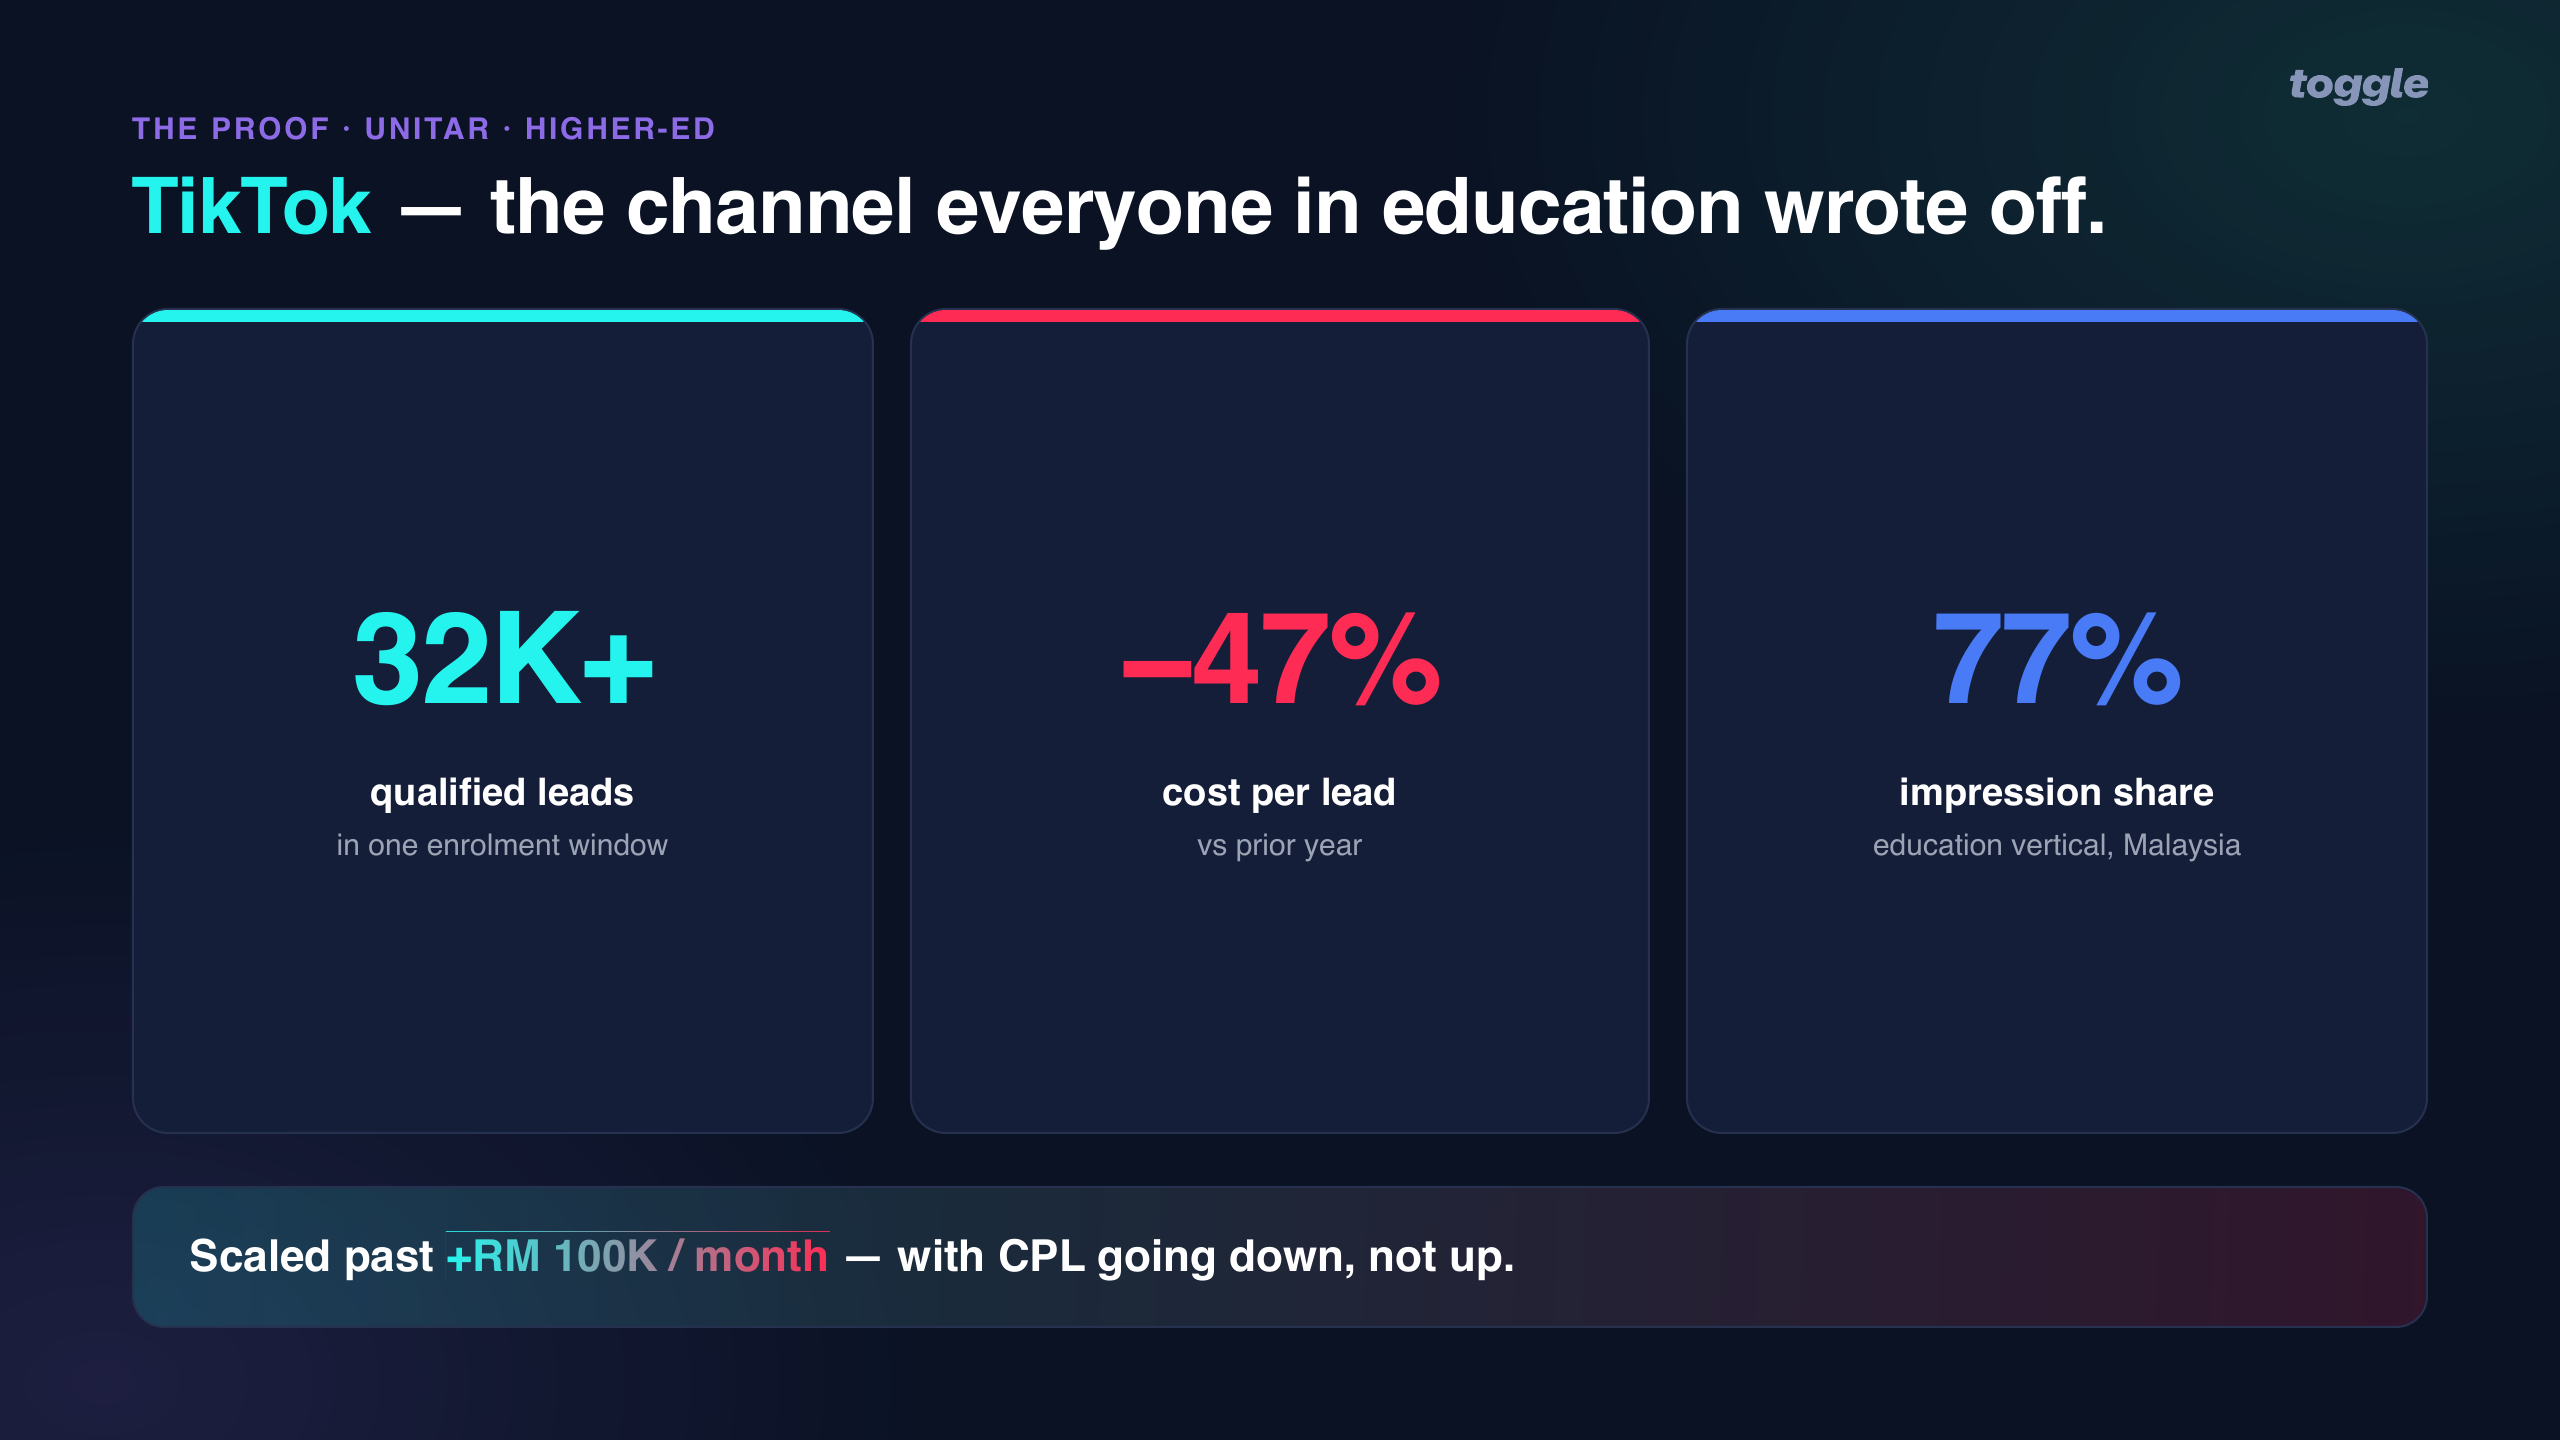 toggle
THE PROOF · UNITAR · HIGHER-ED
TikTok — the channel everyone in education wrote off.
32K+
qualified leads
in one enrolment window
–47%
cost per lead
vs prior year
77%
impression share
education vertical, Malaysia
Scaled past +RM 100K / month — with CPL going down, not up.